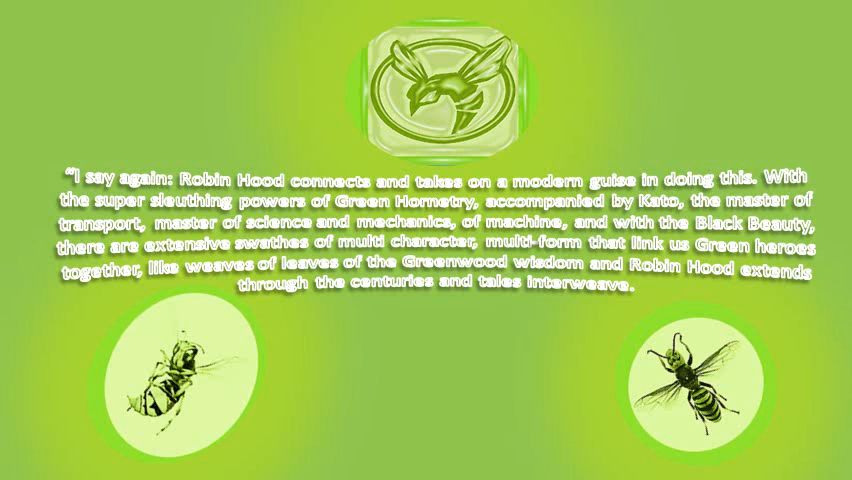 “I say again: Robin Hood connects and takes on a modern guise in doing this. With
the super sleuthing powers of Green Hornetry, accompanied by Kato, the master of
transport, master of science and mechanics, of machine, and with the Black Beauty,
there are extensive swathes of multi character, multi-form that link us Green heroes
together, like weaves of leaves of the Greenwood wisdom and Robin Hood extends
through the centuries and tales interweave.